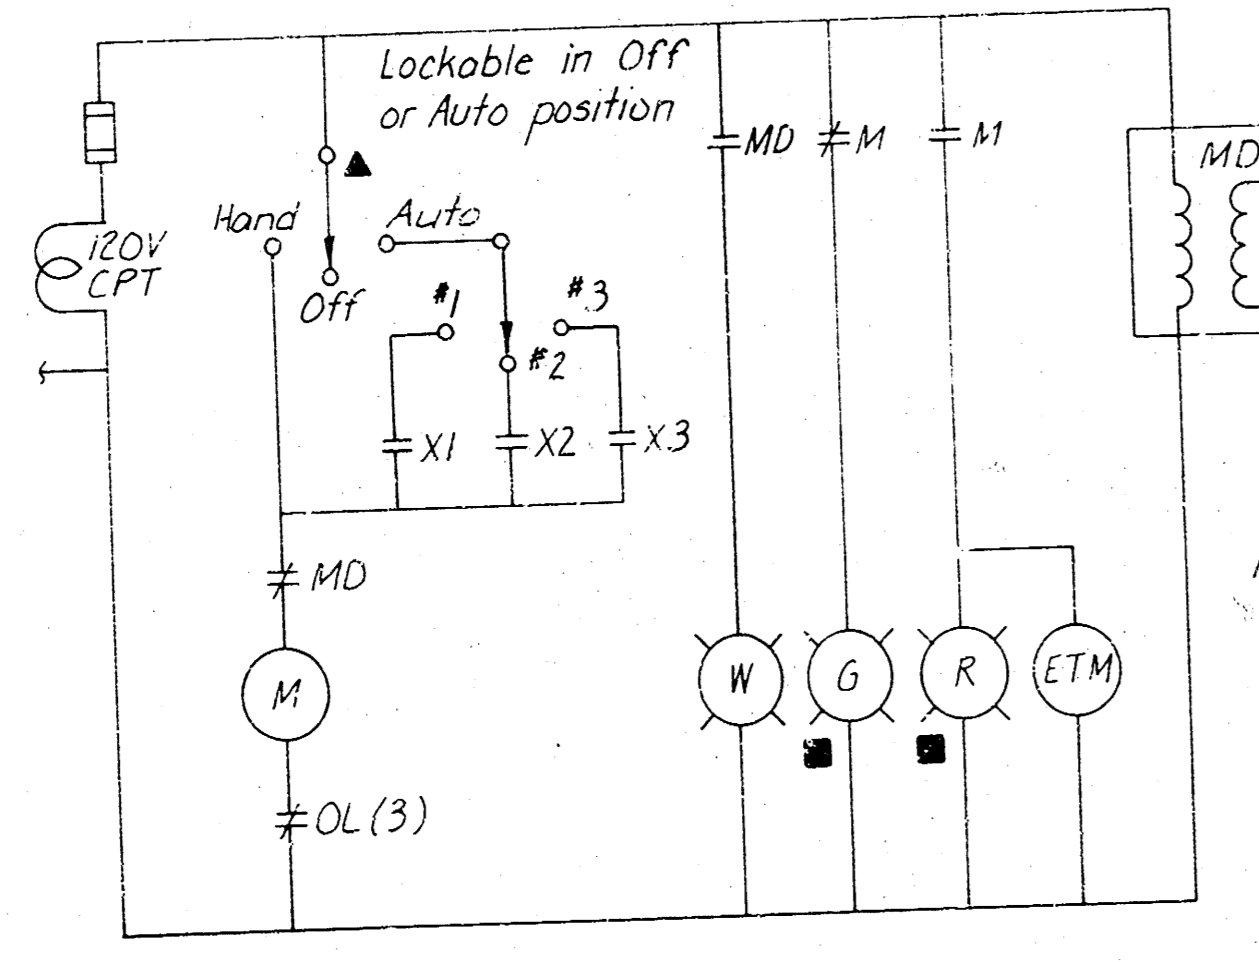 Lockable in Off
or Auto position
MD
M
M
MD
Hand
Auto
Off
120V
CPT
#1
#2
#3
X1
X2
X3
MD
M
OL(3)
W
G
R
ETM